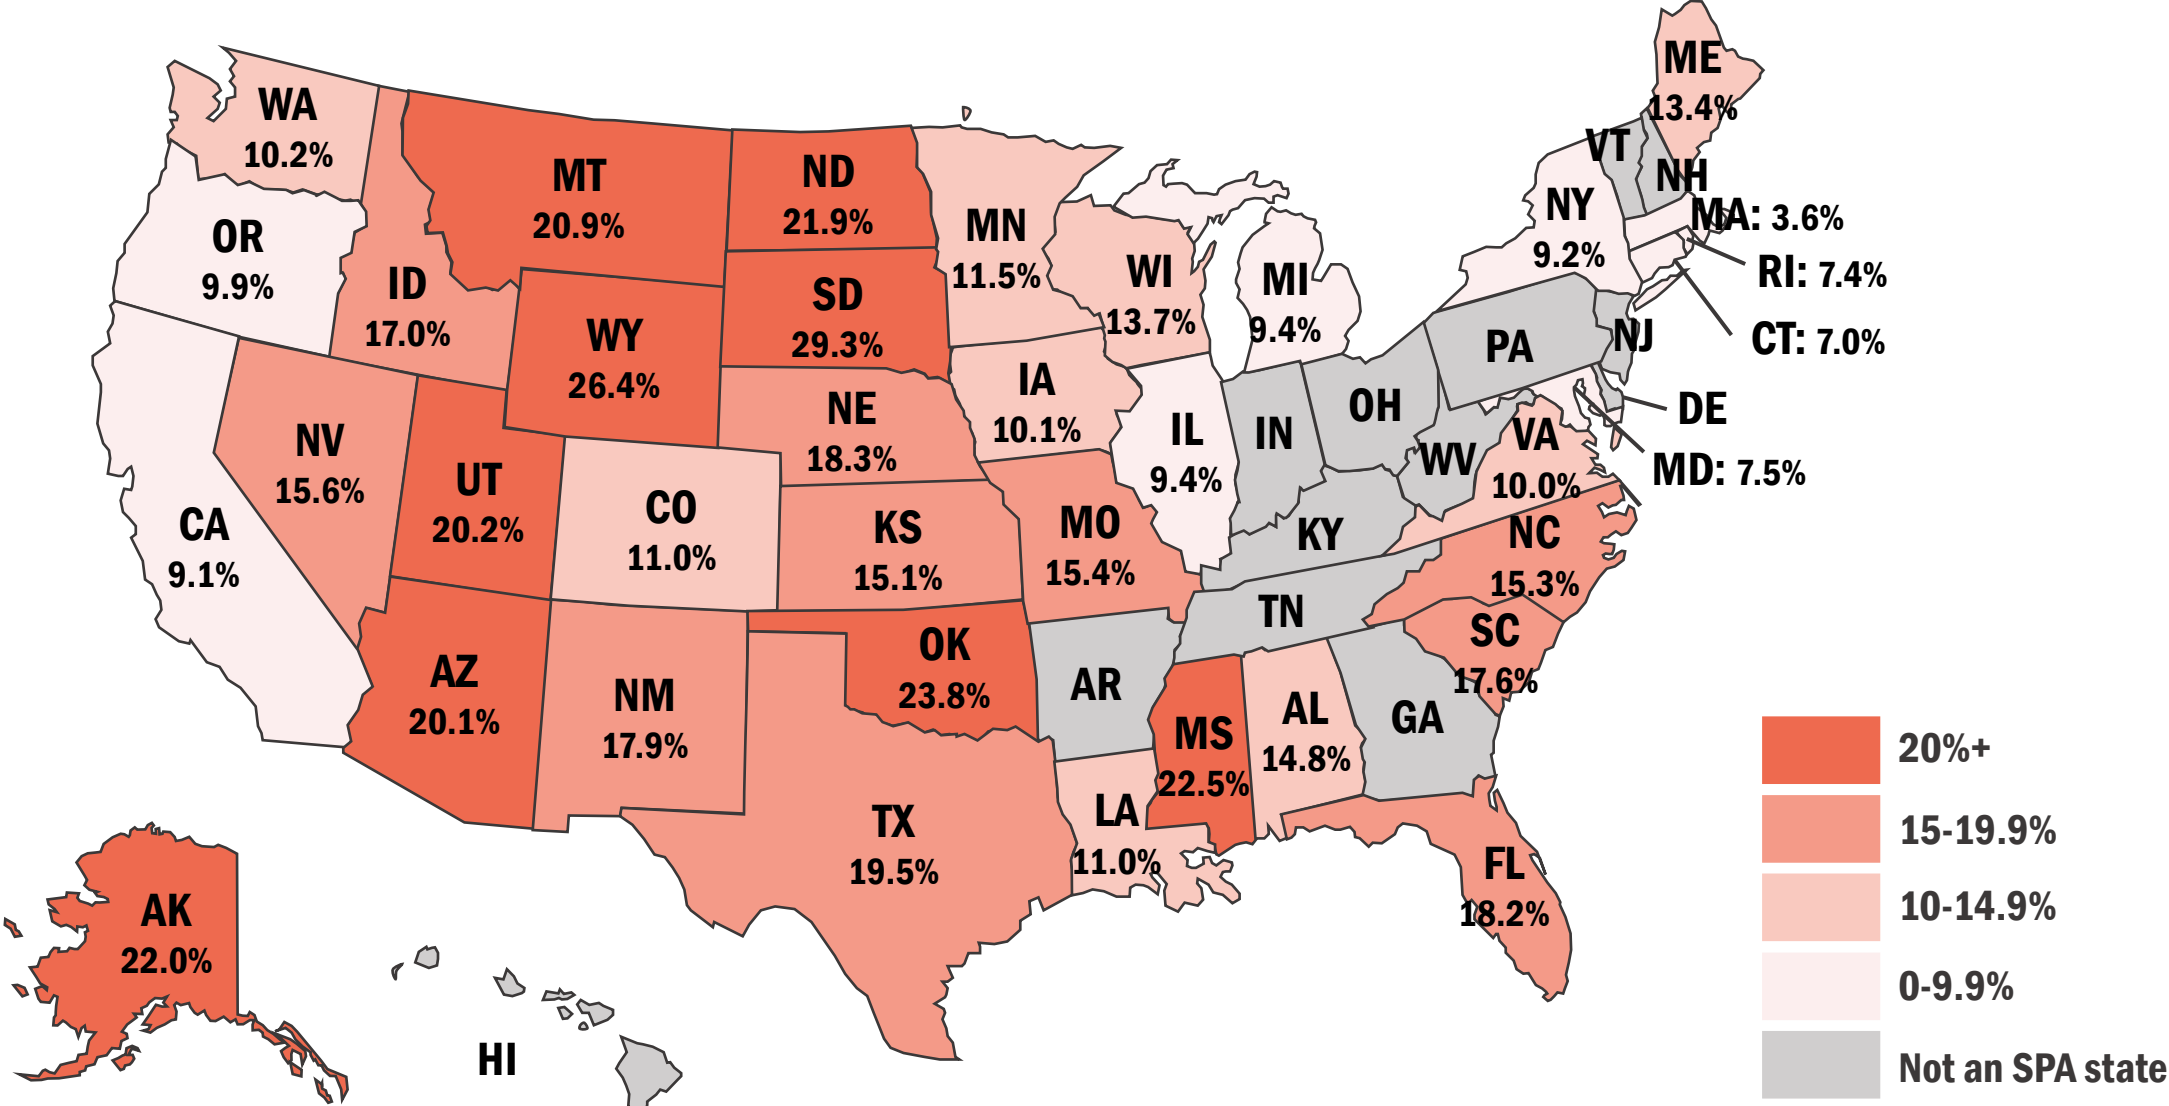 WA
10.2%
OR
9.9%
CA
9.1%
ID
17.0%
NV
15.6%
MT
20.9%
WY
26.4%
UT
20.2%
AZ
20.1%
CO
11.0%
NM
17.9%
ND
21.9%
SD
29.3%
NE
18.3%
KS
15.1%
OK
23.8%
TX
19.5%
MN
11.5%
IA
10.1%
MO
15.4%
AR
LA
11.0%
WI
13.7%
IL
9.4%
MI
9.4%
IN
OH
KY
TN
MS
22.5%
AL
14.8%
GA
FL
18.2%
SC
17.6%
NC
15.3%
VA
10.0%
WV
PA
NY
9.2%
VT
NH
ME
13.4%
MA: 3.6%
RI: 7.4%
CT: 7.0%
NJ
DE
MD: 7.5%
AK
22.0%
HI
20%+
15-19.9%
10-14.9%
0-9.9%
Not an SPA state